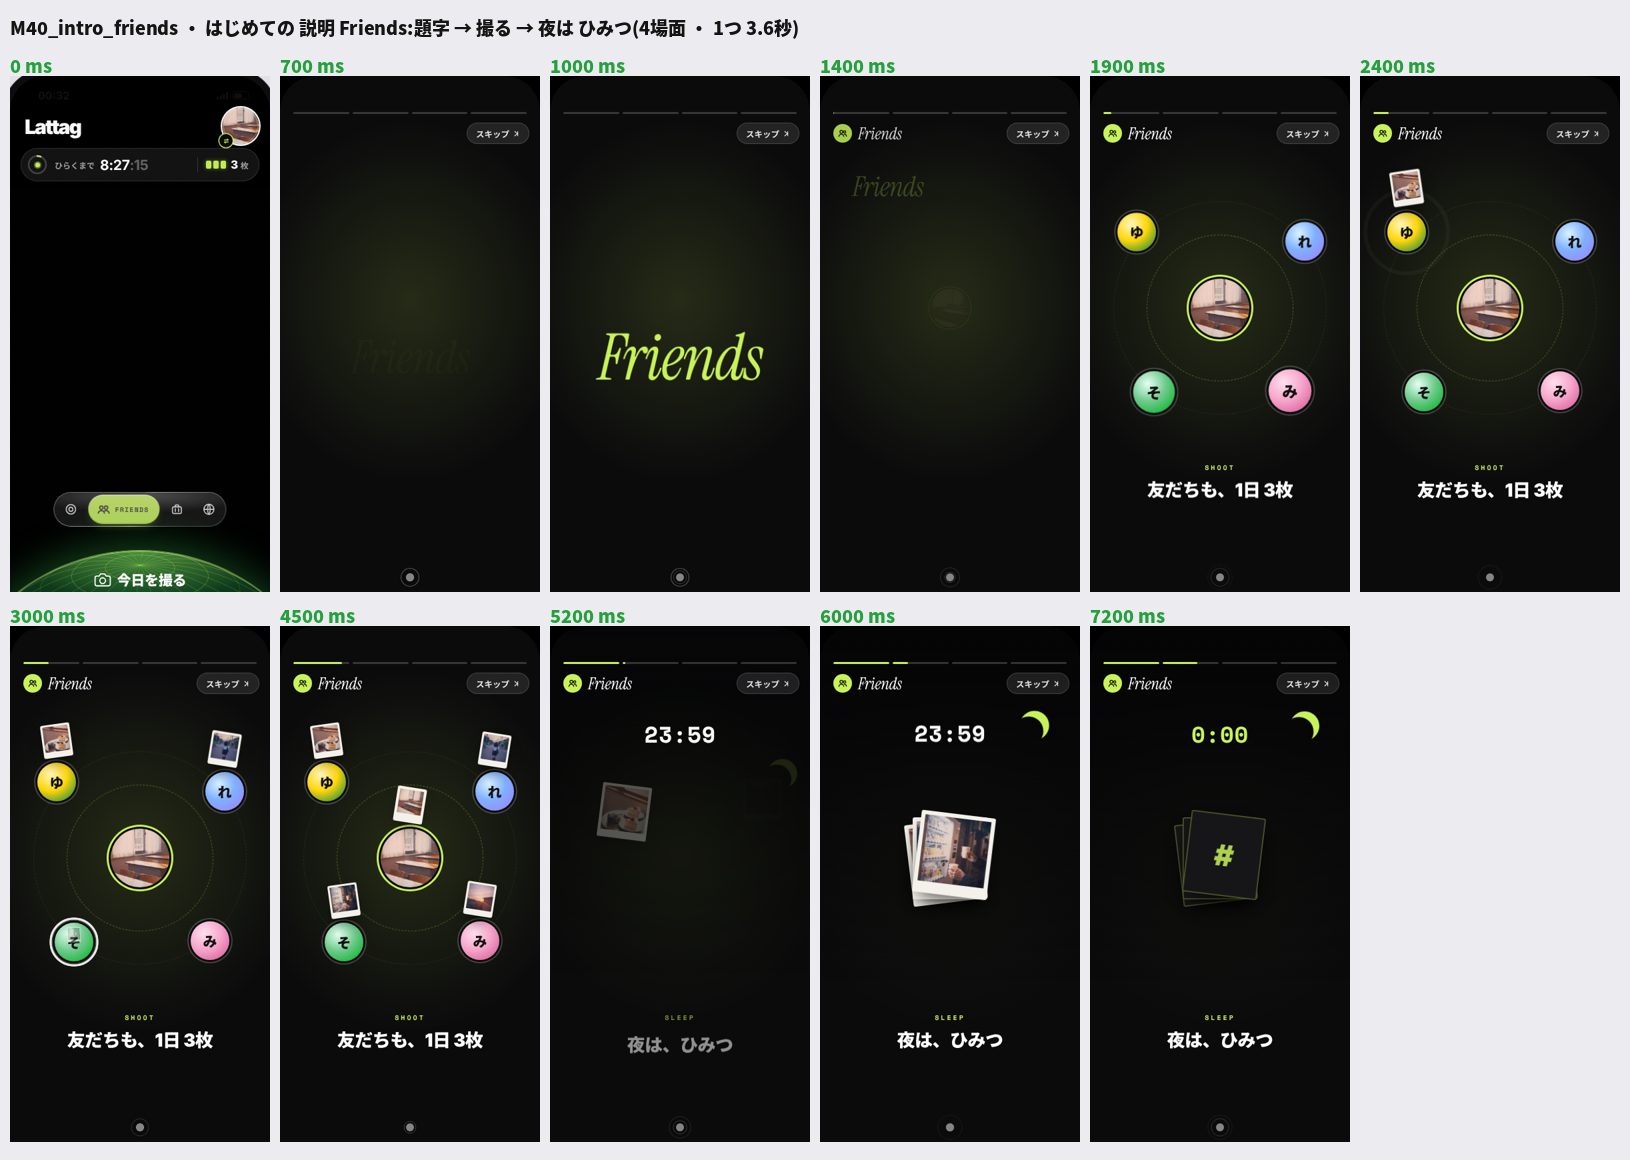 M40_intro_friends ・ はじめての 説明 Friends:題字 → 撮る → 夜は ひみつ(4場面 ・ 1つ 3.6秒)
0 ms
00:32
Lattag
ひらくまで 8:27:15
3 枚
FRIENDS
今日を撮る
700 ms
スキップ
Friends
1000 ms
スキップ
Friends
1400 ms
Friends
スキップ
Friends
1900 ms
Friends
スキップ
ゆ
れ
そ
み
SHOOT
友だちも、1日 3枚
2400 ms
Friends
スキップ
ゆ
れ
そ
み
SHOOT
友だちも、1日 3枚
3000 ms
Friends
スキップ
ゆ
れ
そ
み
SHOOT
友だちも、1日 3枚
4500 ms
Friends
スキップ
ゆ
れ
そ
み
SHOOT
友だちも、1日 3枚
5200 ms
Friends
スキップ
23:59
SLEEP
夜は、ひみつ
6000 ms
Friends
スキップ
23:59
SLEEP
夜は、ひみつ
7200 ms
Friends
スキップ
0:00
#
SLEEP
夜は、ひみつ